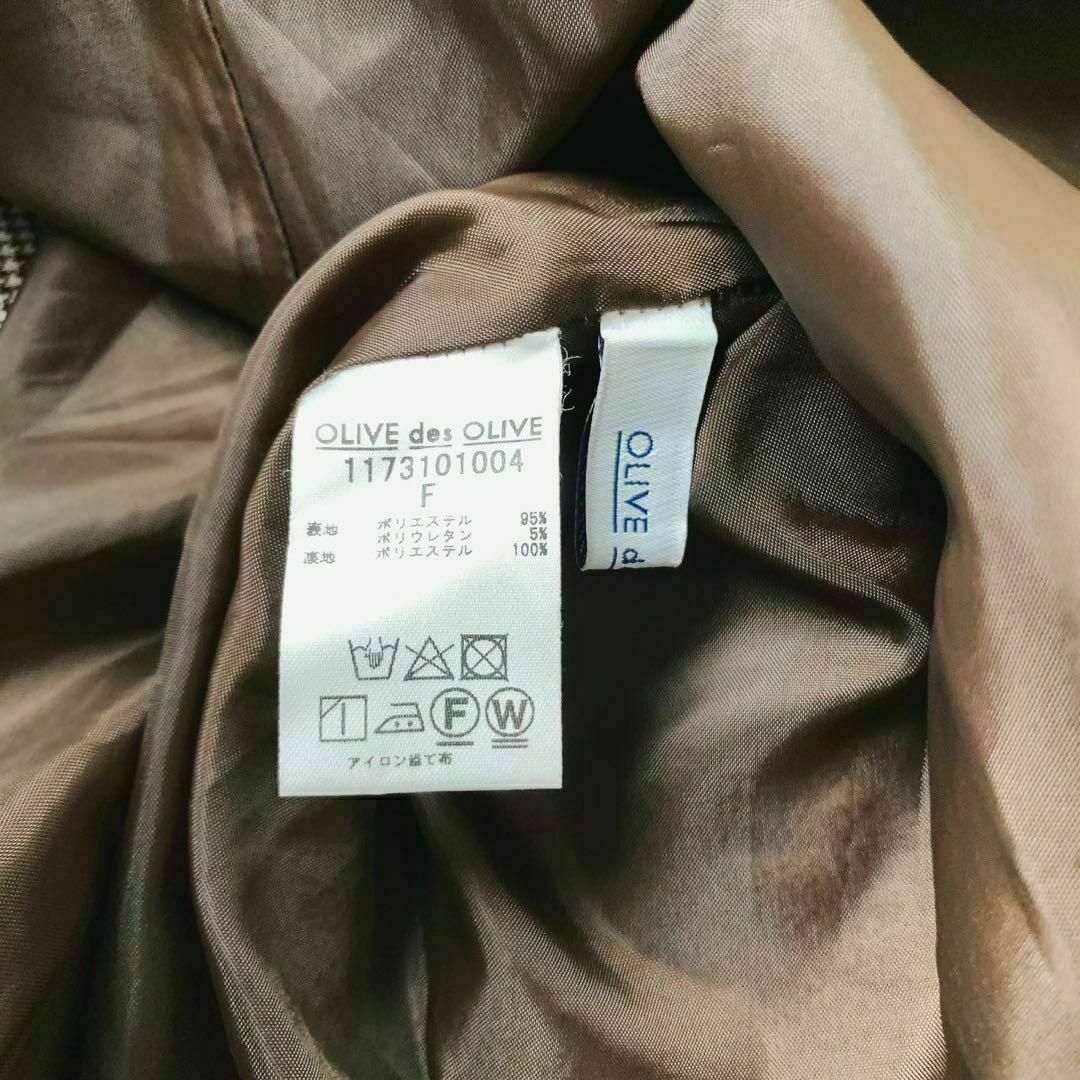 OLIVE des OLIVE
1173101004
F
表地 ポリエステル 95%
ポリウレタン 5%
裏地 ポリエステル 100%
F W
アイロン当て布
OLIVE d